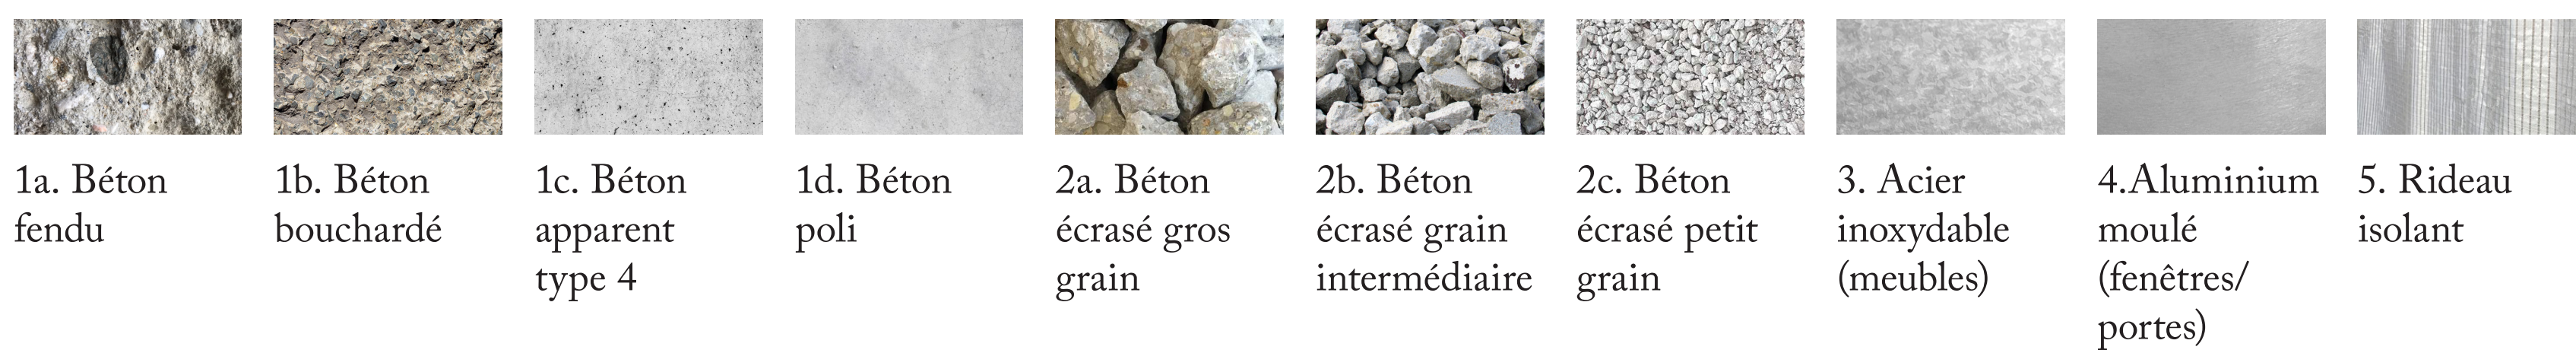 1a. Béton
fendu
1b. Béton
bouchardé
1c. Béton
apparent
type 4
1d. Béton
poli
2a. Béton
écrasé gros
grain
2b. Béton
écrasé grain
intermédiaire
2c. Béton
écrasé petit
grain
3. Acier
inoxydable
(meubles)
4.Aluminium
moulé
(fenêtres/
portes)
5. Rideau
isolant